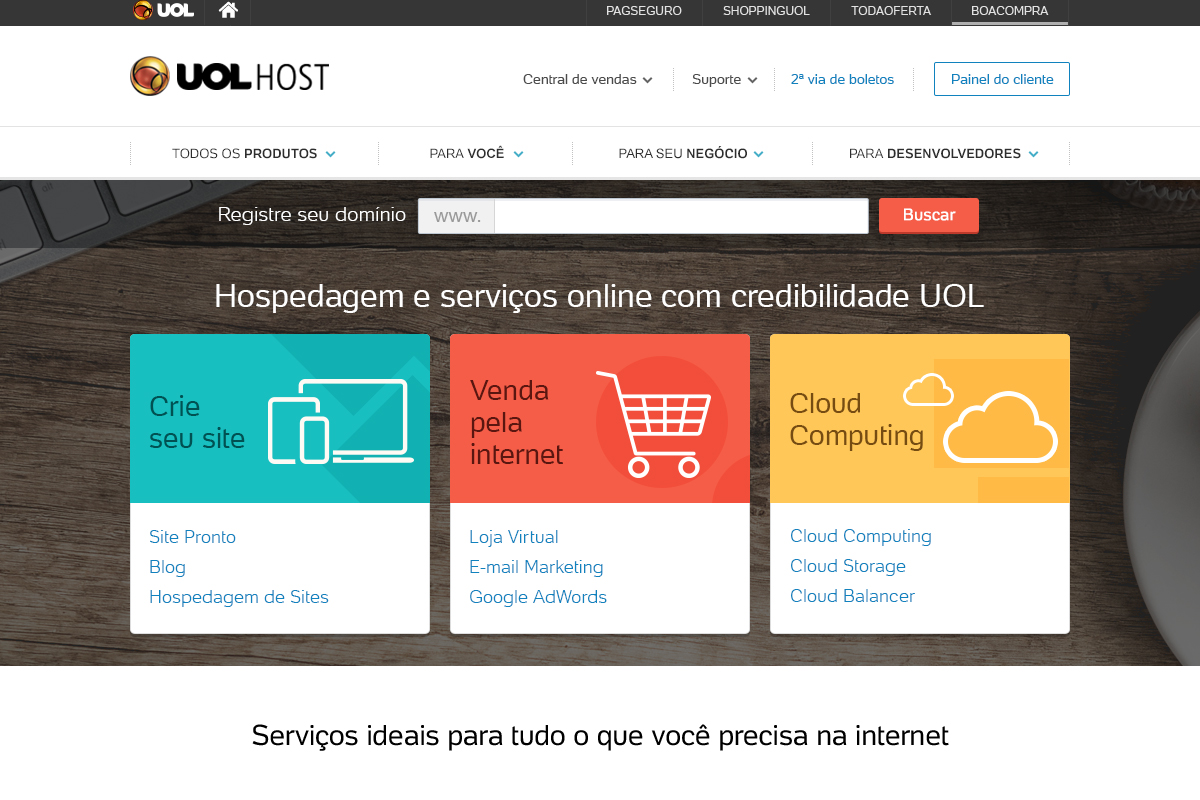 UOL
PAGSEGURO SHOPPINGUOL TODAOFERTA BOACOMPRA
UOL HOST
Central de vendas Suporte 2ª via de boletos Painel do cliente
TODOS OS PRODUTOS PARA VOCÊ PARA SEU NEGÓCIO PARA DESENVOLVEDORES
alt
Registre seu domínio www. Buscar
Hospedagem e serviços online com credibilidade UOL
Crie
seu site
Venda
pela
internet
Cloud
Computing
Site Pronto
Blog
Hospedagem de Sites
Loja Virtual
E-mail Marketing
Google AdWords
Cloud Computing
Cloud Storage
Cloud Balancer
Serviços ideais para tudo o que você precisa na internet